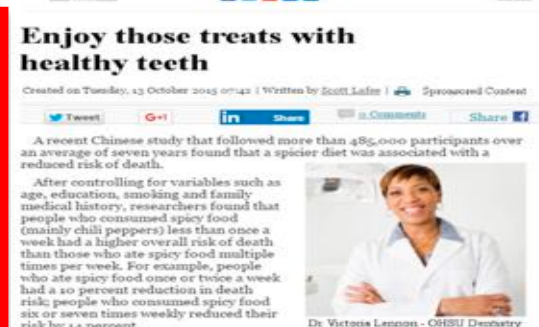 Enjoy those treats with
healthy teeth
Created on Tuesday, 13 October 2015 07:42 | Written by Scott Lafee | Sponsored Content
Tweet
G+1
in Share
0 Comments
Share f
A recent Chinese study that followed more than 485,000 participants over
an average of seven years found that a spicier diet was associated with a
reduced risk of death.
After controlling for variables such as
age, education, smoking and family
medical history, researchers found that
people who consumed spicy food
(mainly chili peppers) less than once a
week had a higher overall risk of death
than those who ate spicy food multiple
times per week. For example, people
who ate spicy food once or twice a week
had a 10 percent reduction in death
risk; people who consumed spicy food
six or seven times weekly reduced their
risk by 14 percent.
Dr. Victoria Lennon - OHSU Dentistry